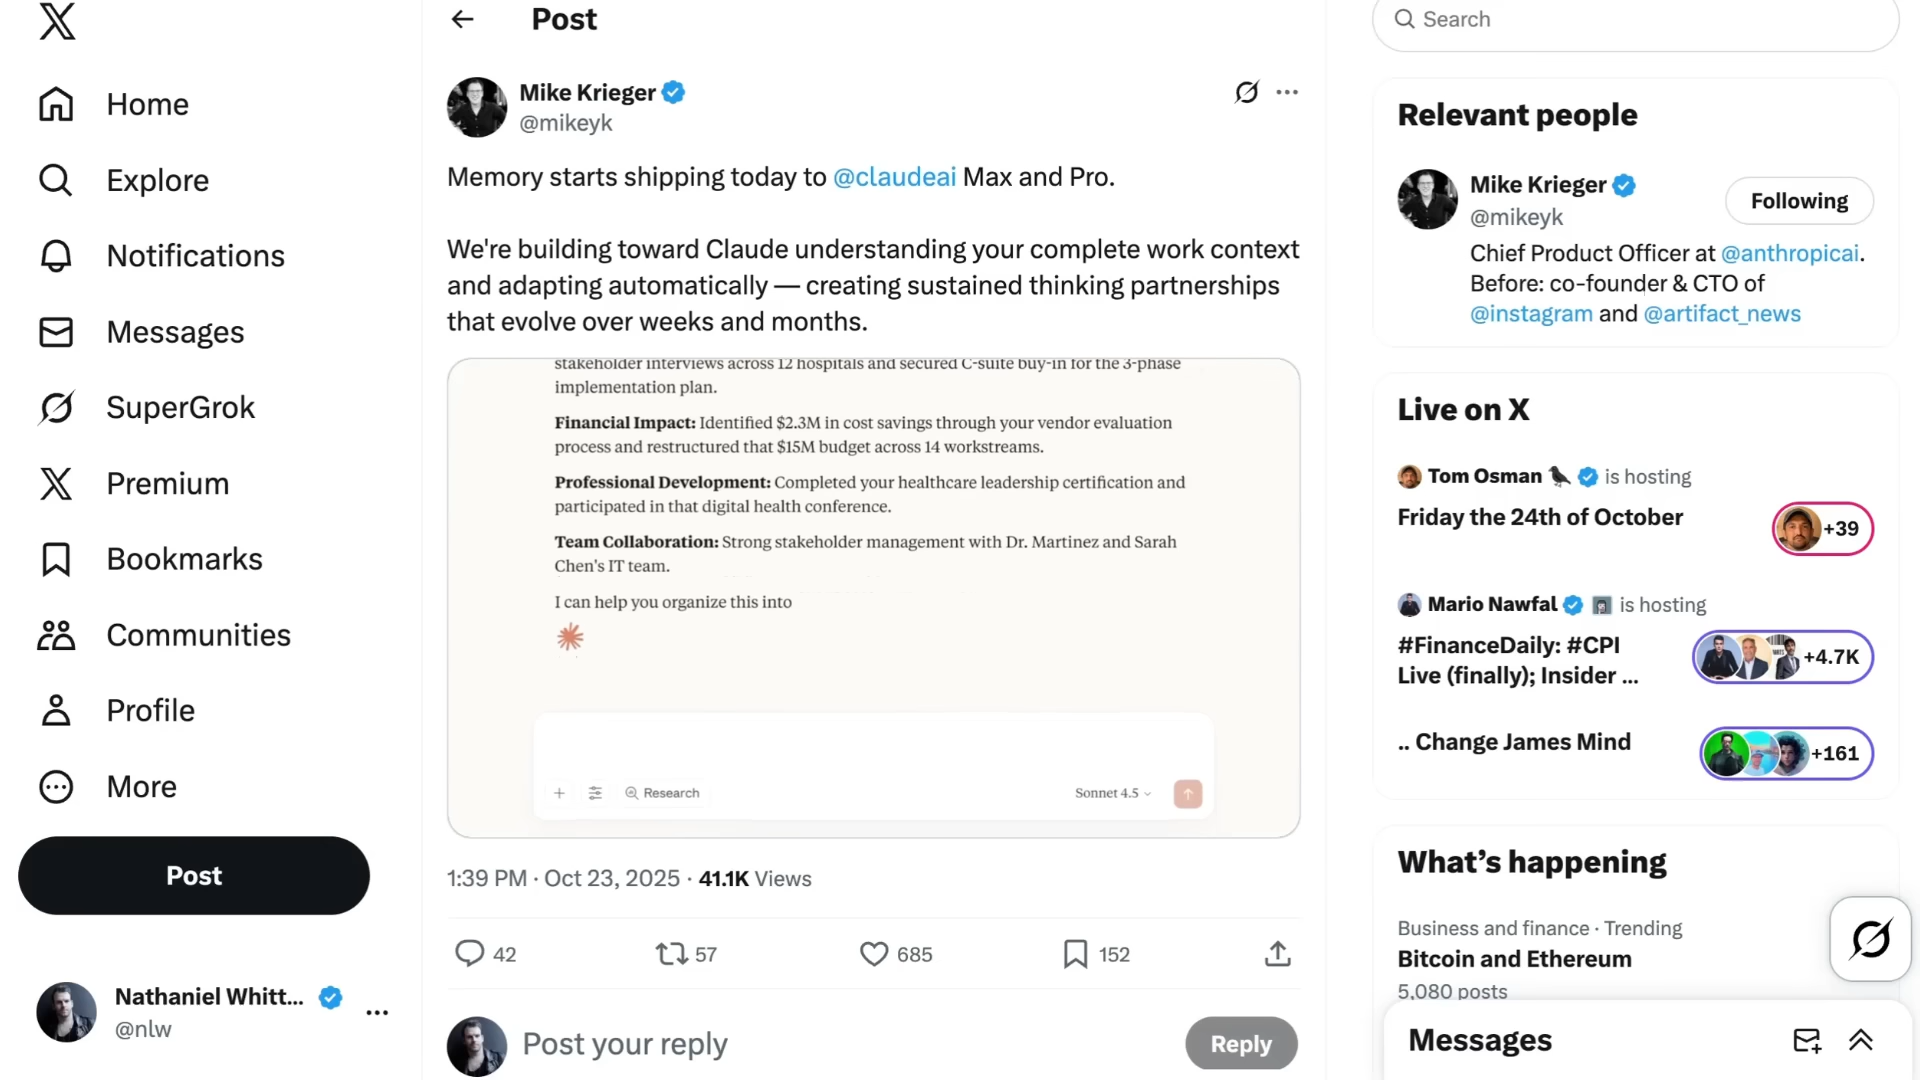 Home
Explore
Notifications
Messages
SuperGrok
Premium
Bookmarks
Communities
Profile
More
Post
Nathaniel Whitt...
@nlw
Post
Mike Krieger
@mikeyk
Memory starts shipping today to @claudeai Max and Pro.
We're building toward Claude understanding your complete work context
and adapting automatically — creating sustained thinking partnerships
that evolve over weeks and months.
stakeholder interviews across 12 hospitals and secured C-suite buy-in for the 3-phase
implementation plan.
Financial Impact: Identified $2.3M in cost savings through your vendor evaluation
process and restructured that $15M budget across 14 workstreams.
Professional Development: Completed your healthcare leadership certification and
participated in that digital health conference.
Team Collaboration: Strong stakeholder management with Dr. Martinez and Sarah
Chen's IT team.
I can help you organize this into
Research
Sonnet 4.5
1:39 PM · Oct 23, 2025 · 41.1K Views
42 57 685 152
Post your reply
Reply
Search
Relevant people
Mike Krieger
@mikeyk
Following
Chief Product Officer at @anthropicai.
Before: co-founder & CTO of
@instagram and @artifact_news
Live on X
Tom Osman is hosting
Friday the 24th of October
+39
Mario Nawfal is hosting
#FinanceDaily: #CPI
Live (finally); Insider ...
+4.7K
.. Change James Mind
+161
What's happening
Business and finance · Trending
Bitcoin and Ethereum
5,080 posts
Messages